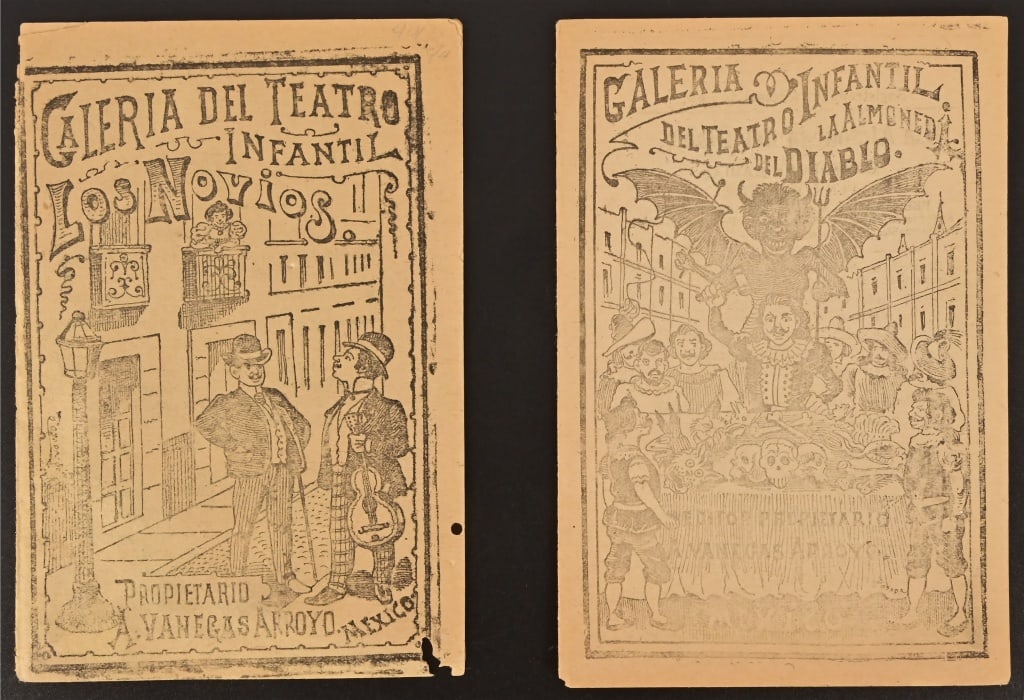 GALERIA DEL TEATRO
INFANTIL
LOS NOVIOS.
PROPIETARIO
A. VANEGAS ARROYO. MEXICO.
GALERIA INFANTIL
DEL TEATRO LA ALMONEDA
DEL DIABLO.
EDITOR PROPIETARIO
A. VANEGAS ARROYO.